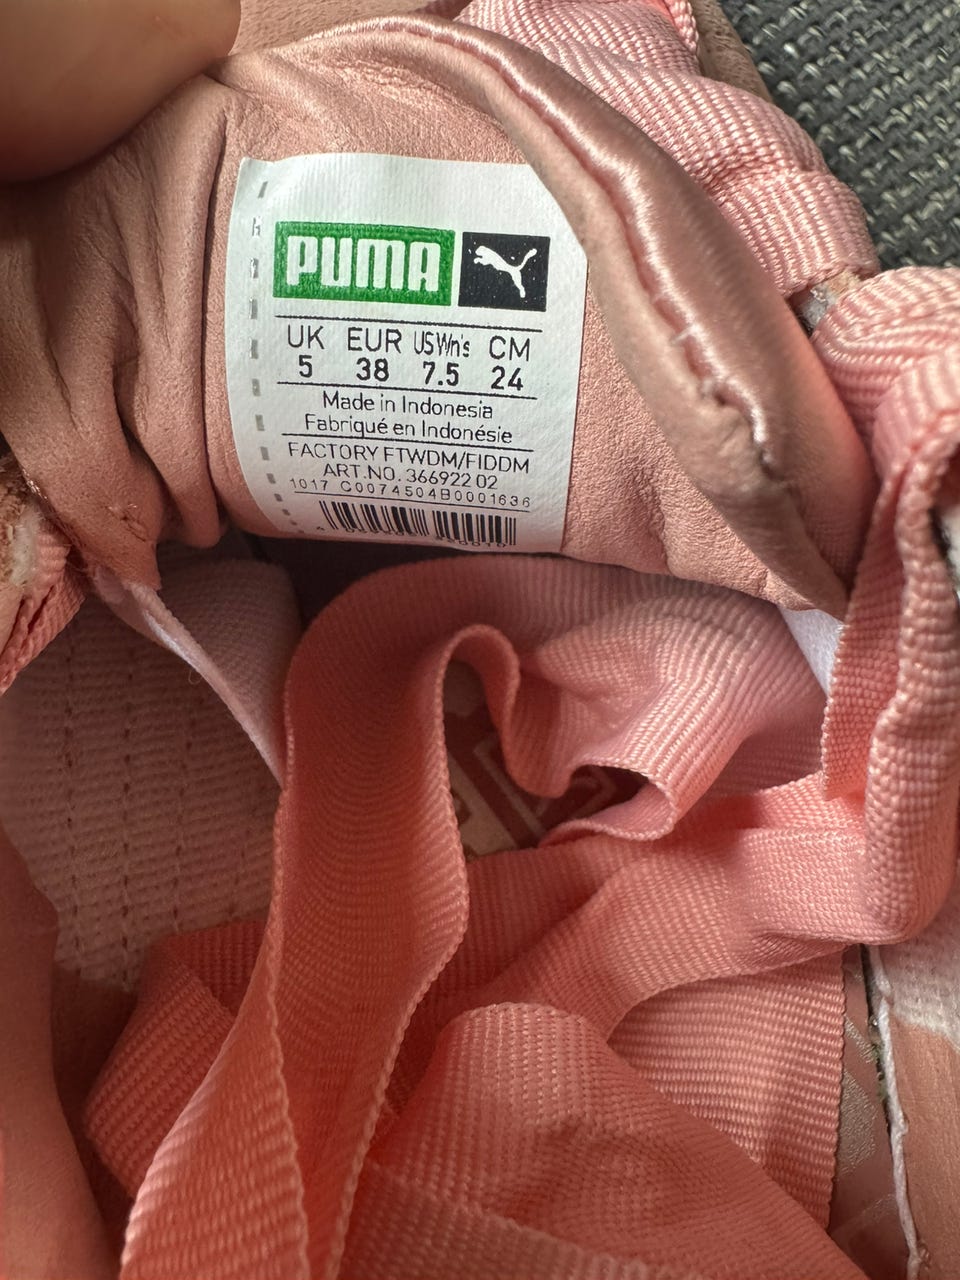 PUMA
UK EUR US Wn's CM
5 38 7.5 24
Made in Indonesia
Fabriqué en Indonésie
FACTORY FTWDM/FIDDM
ART.NO. 366922 02
1017 C0074504B0001636